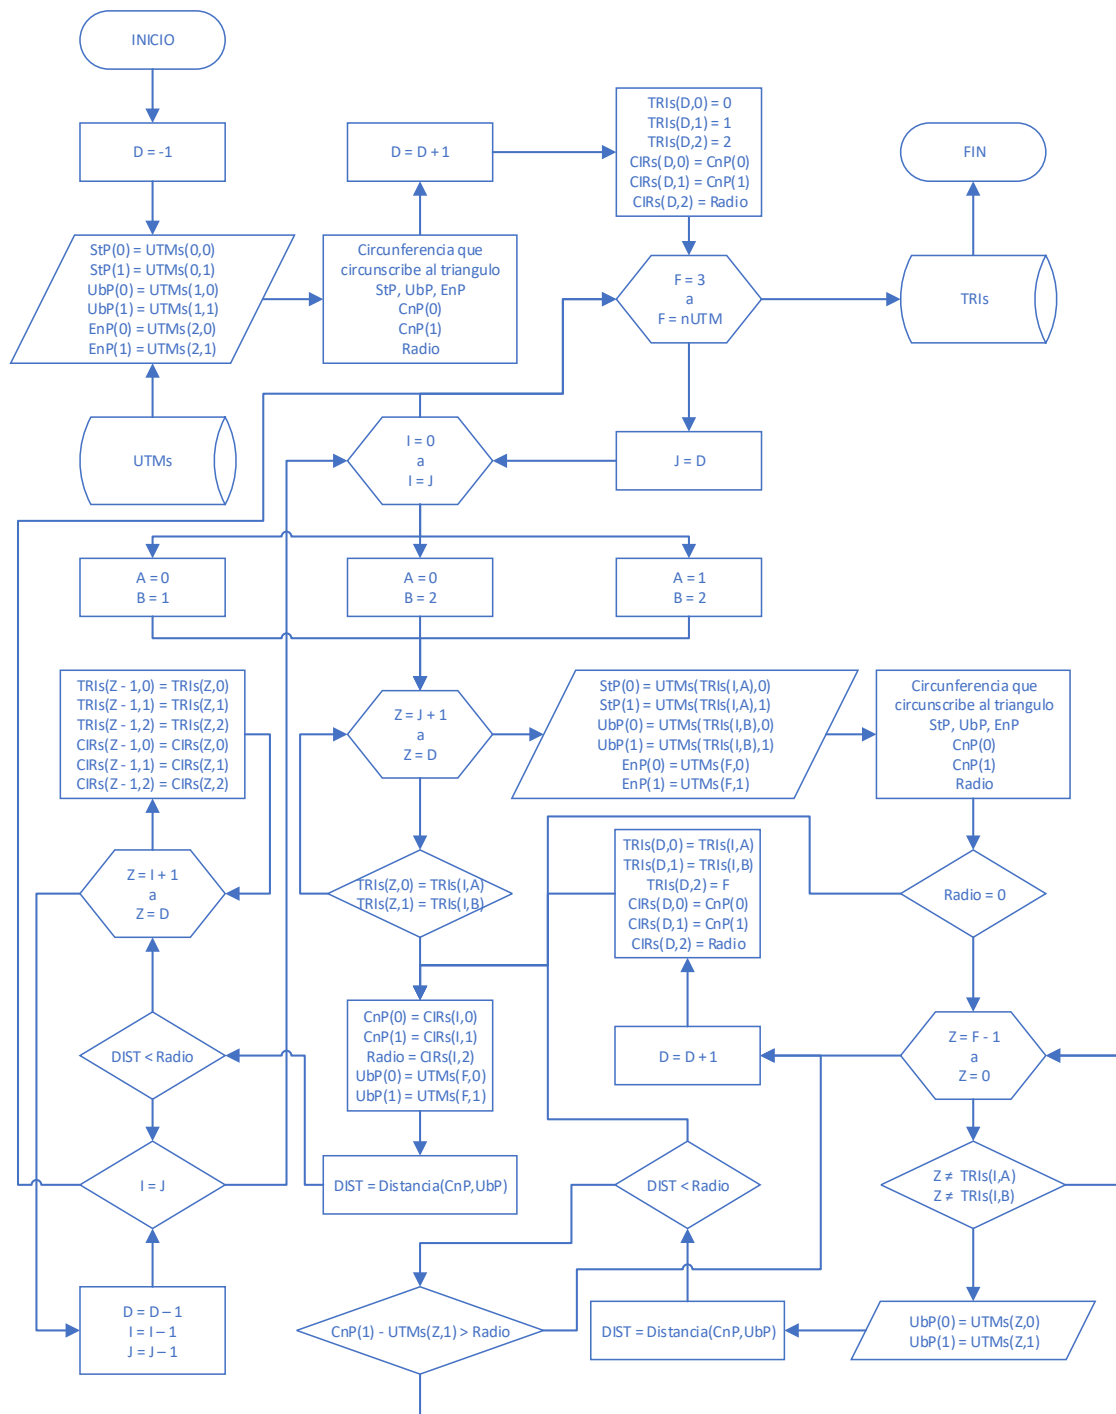 INICIO
D = -1
StP(0) = UTMs(0,0)
StP(1) = UTMs(0,1)
UbP(0) = UTMs(1,0)
UbP(1) = UTMs(1,1)
EnP(0) = UTMs(2,0)
EnP(1) = UTMs(2,1)
UTMs
Circunferencia que
circunscribe al triangulo
StP, UbP, EnP
CnP(0)
CnP(1)
Radio
D = D + 1
TRIs(D,0) = 0
TRIs(D,1) = 1
TRIs(D,2) = 2
CIRs(D,0) = CnP(0)
CIRs(D,1) = CnP(1)
CIRs(D,2) = Radio
F = 3
a
F = nUTM
TRIs
FIN
J = D
I = 0
a
I = J
A = 0
B = 1
A = 0
B = 2
A = 1
B = 2
Z = J + 1
a
Z = D
StP(0) = UTMs(TRIs(I,A),0)
StP(1) = UTMs(TRIs(I,A),1)
UbP(0) = UTMs(TRIs(I,B),0)
UbP(1) = UTMs(TRIs(I,B),1)
EnP(0) = UTMs(F,0)
EnP(1) = UTMs(F,1)
Circunferencia que
circunscribe al triangulo
StP, UbP, EnP
CnP(0)
CnP(1)
Radio
TRIs(Z - 1,0) = TRIs(Z,0)
TRIs(Z - 1,1) = TRIs(Z,1)
TRIs(Z - 1,2) = TRIs(Z,2)
CIRs(Z - 1,0) = CIRs(Z,0)
CIRs(Z - 1,1) = CIRs(Z,1)
CIRs(Z - 1,2) = CIRs(Z,2)
Z = I + 1
a
Z = D
TRIs(Z,0) = TRIs(I,A)
TRIs(Z,1) = TRIs(I,B)
TRIs(D,0) = TRIs(I,A)
TRIs(D,1) = TRIs(I,B)
TRIs(D,2) = F
CIRs(D,0) = CnP(0)
CIRs(D,1) = CnP(1)
CIRs(D,2) = Radio
Radio = 0
CnP(0) = CIRs(I,0)
CnP(1) = CIRs(I,1)
Radio = CIRs(I,2)
UbP(0) = UTMs(F,0)
UbP(1) = UTMs(F,1)
DIST < Radio
D = D + 1
Z = F - 1
a
Z = 0
I = J
DIST = Distancia(CnP,UbP)
DIST < Radio
Z ≠ TRIs(I,A)
Z ≠ TRIs(I,B)
D = D – 1
I = I – 1
J = J – 1
CnP(1) - UTMs(Z,1) > Radio
DIST = Distancia(CnP,UbP)
UbP(0) = UTMs(Z,0)
UbP(1) = UTMs(Z,1)